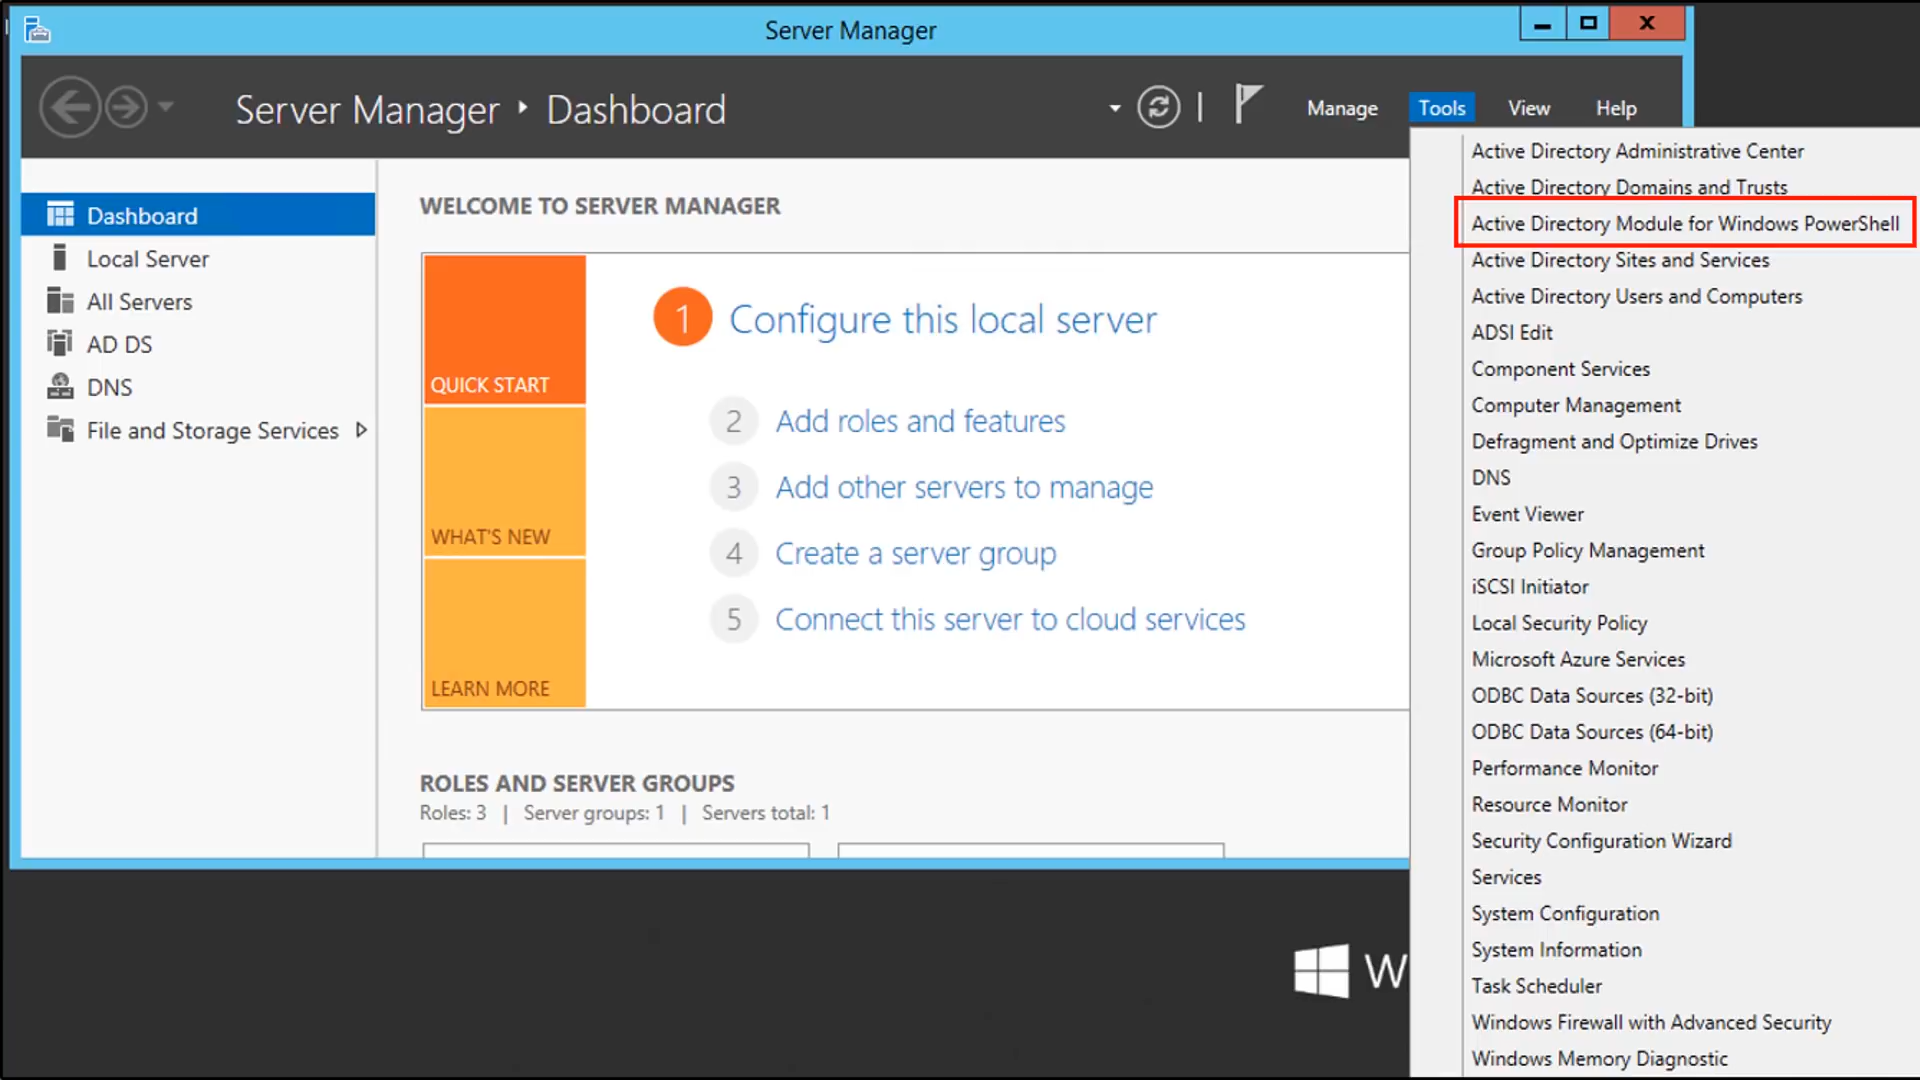 Server Manager
Server Manager
Dashboard
Manage
Tools
View
Help
Dashboard
Local Server
All Servers
AD DS
DNS
File and Storage Services
WELCOME TO SERVER MANAGER
QUICK START
WHAT'S NEW
LEARN MORE
1 Configure this local server
2 Add roles and features
3 Add other servers to manage
4 Create a server group
5 Connect this server to cloud services
ROLES AND SERVER GROUPS
Roles: 3 | Server groups: 1 | Servers total: 1
Active Directory Administrative Center
Active Directory Domains and Trusts
Active Directory Module for Windows PowerShell
Active Directory Sites and Services
Active Directory Users and Computers
ADSI Edit
Component Services
Computer Management
Defragment and Optimize Drives
DNS
Event Viewer
Group Policy Management
iSCSI Initiator
Local Security Policy
Microsoft Azure Services
ODBC Data Sources (32-bit)
ODBC Data Sources (64-bit)
Performance Monitor
Resource Monitor
Security Configuration Wizard
Services
System Configuration
System Information
Task Scheduler
Windows Firewall with Advanced Security
Windows Memory Diagnostic
W